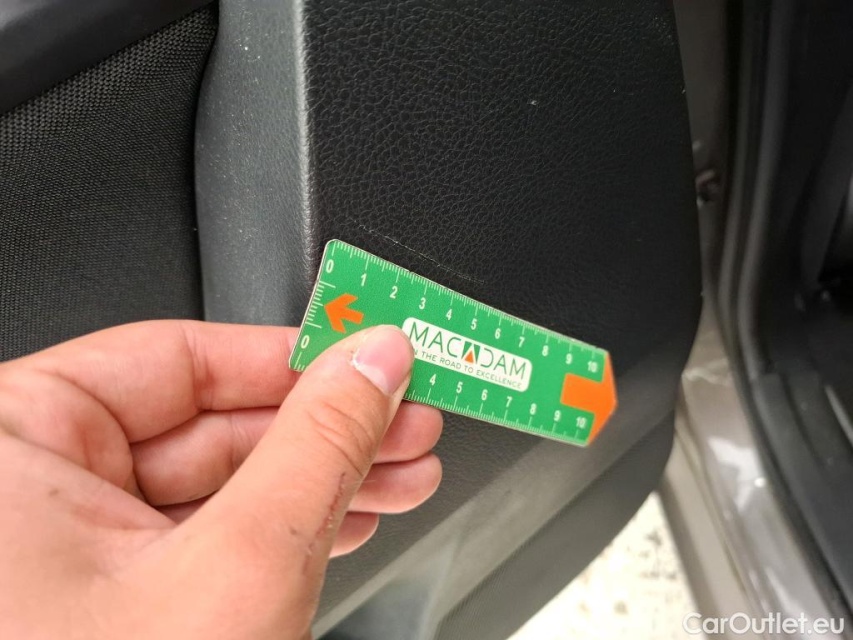 0 1 2 3 4 5 6 7 8 9 10
MACADAM
N THE ROAD TO EXCELLENCE
0 4 5 6 7 8 9 10
CarOutlet.eu